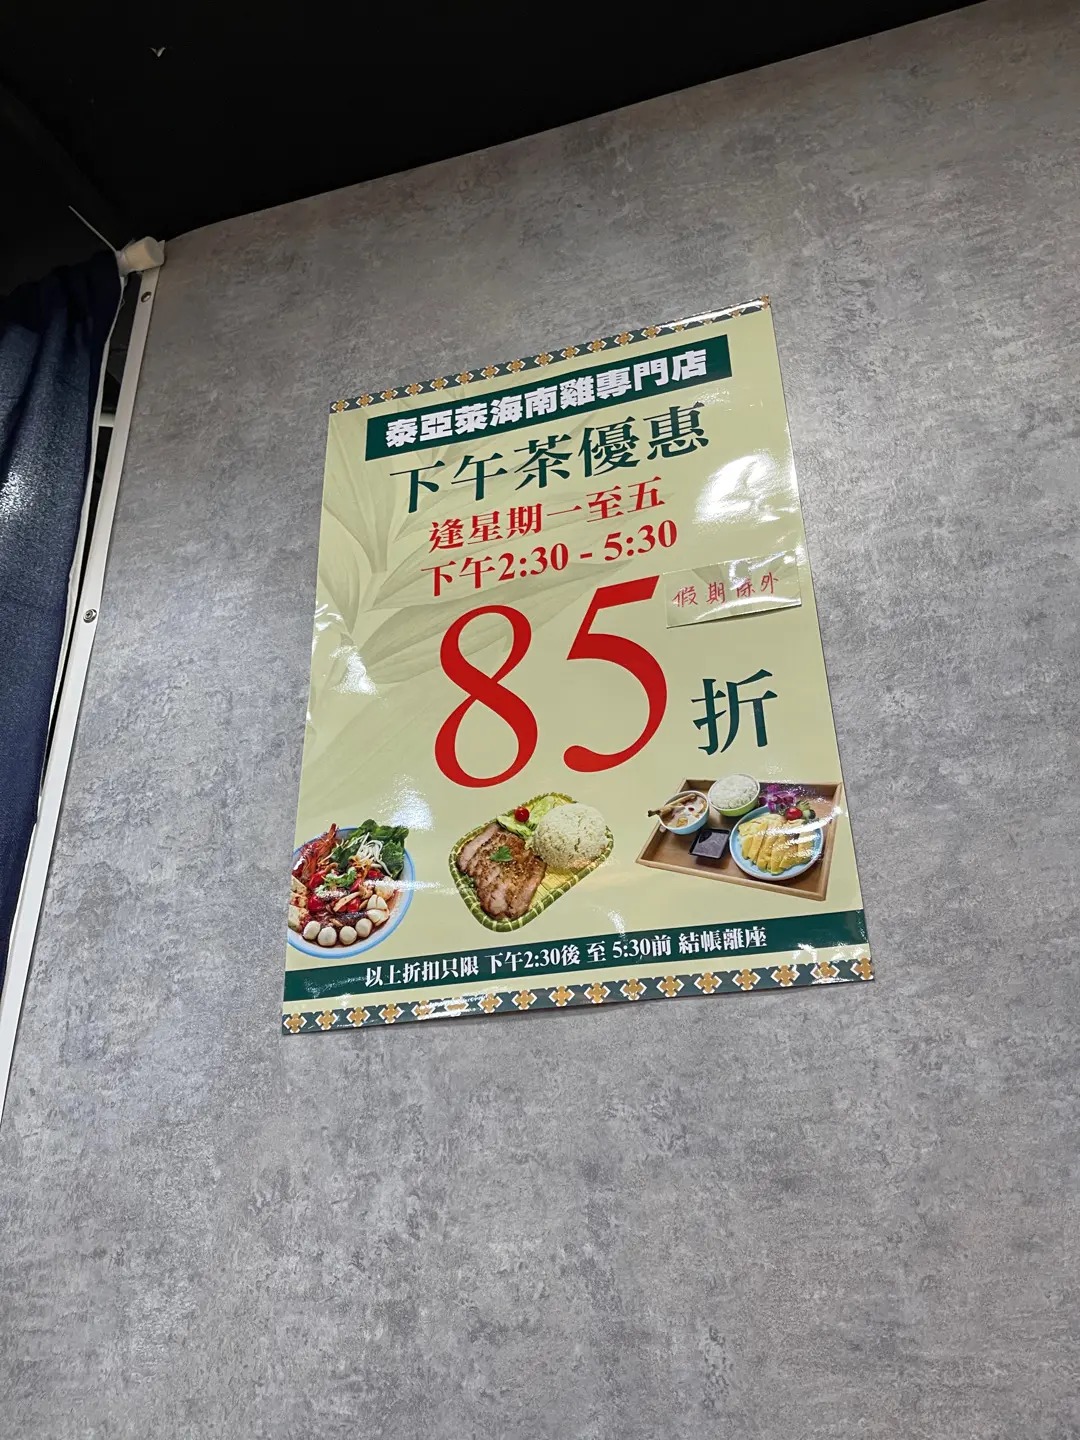 泰亞萊海南雞專門店
下午茶優惠
逢星期一至五
下午2:30 - 5:30
假期除外
85折
以上折扣只限 下午2:30後 至 5:30前 結帳離座